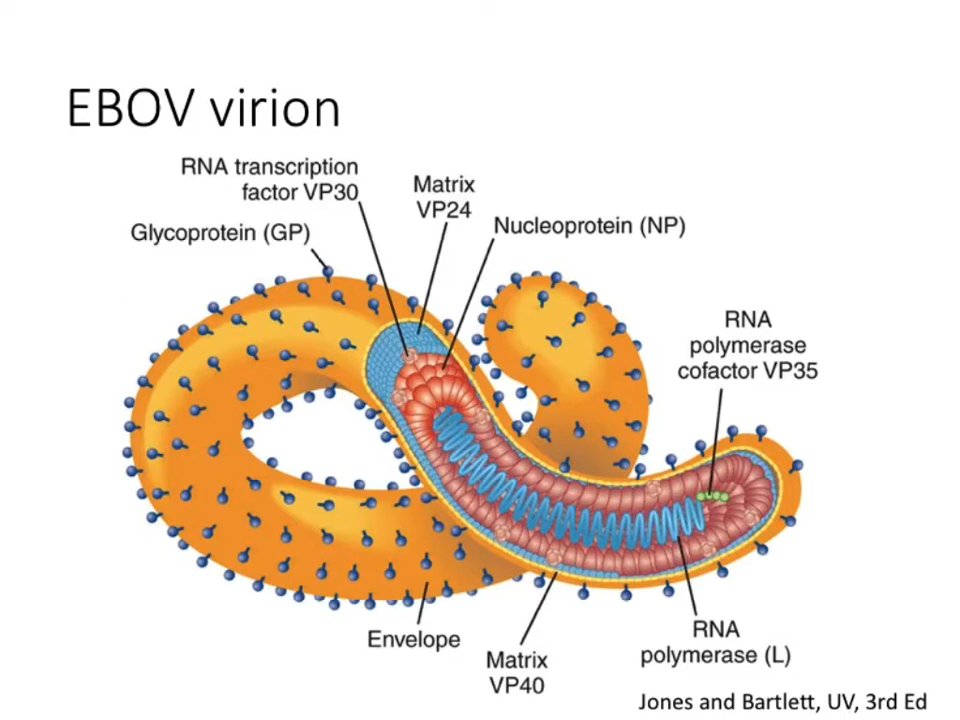 EBOV virion
RNA transcription
factor VP30
Matrix
VP24
Nucleoprotein (NP)
Glycoprotein (GP)
RNA
polymerase
cofactor VP35
Envelope
Matrix
VP40
RNA
polymerase (L)
Jones and Bartlett, UV, 3rd Ed